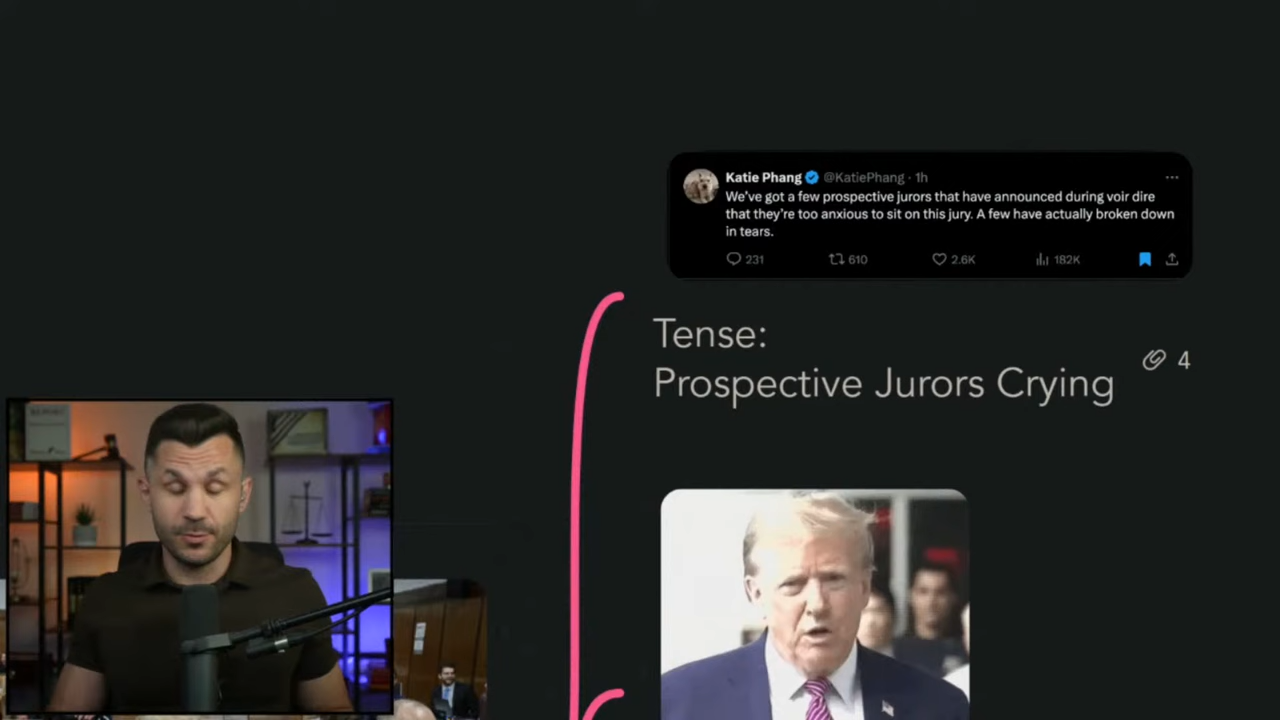 Katie Phang @KatiePhang · 1h
We've got a few prospective jurors that have announced during voir dire
that they're too anxious to sit on this jury. A few have actually broken down
in tears.
231 610 2.6K 182K
Tense:
Prospective Jurors Crying
4
REPORT